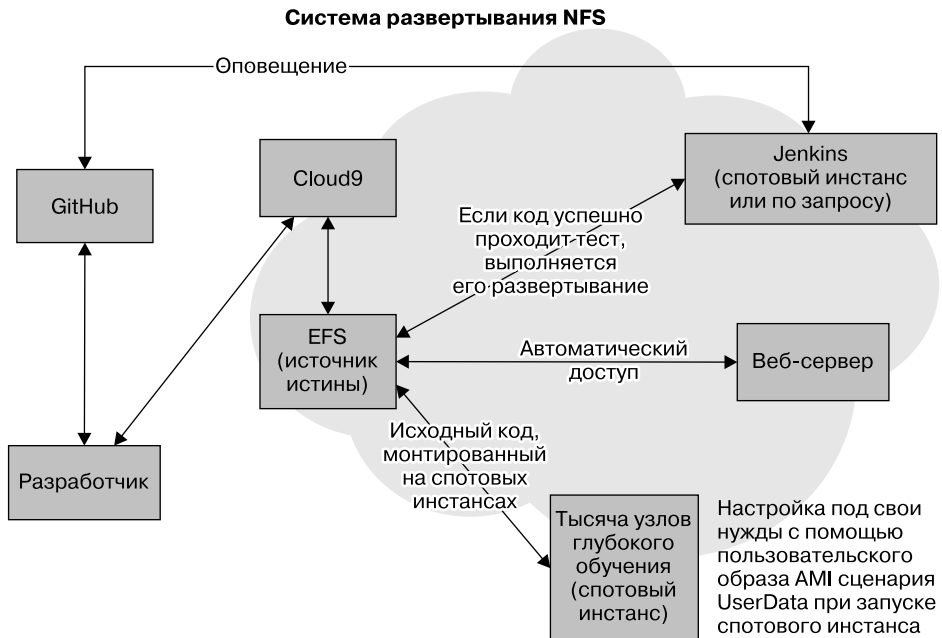 Система развертывания NFS
Оповещение
GitHub
Cloud9
Jenkins
(спотовый инстанс
или по запросу)
Если код успешно
проходит тест,
выполняется
его развертывание
EFS
(источник
истины)
Автоматический
доступ
Веб-сервер
Исходный код,
монтированный
на спотовых
инстансах
Разработчик
Тысяча узлов
глубокого
обучения
(спотовый
инстанс)
Настройка под свои
нужды с помощью
пользовательского
образа AMI сценария
UserData при запуске
спотового инстанса